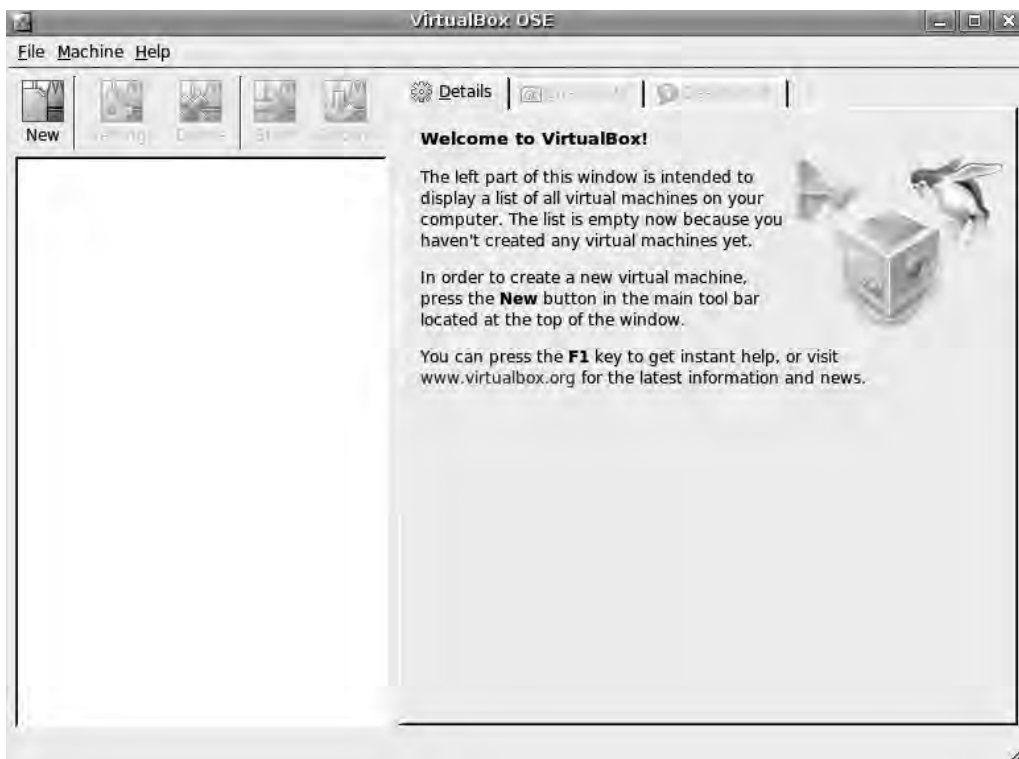 VirtualBox OSE
File Machine Help
New
Details
Welcome to VirtualBox!
The left part of this window is intended to
display a list of all virtual machines on your
computer. The list is empty now because you
haven't created any virtual machines yet.
In order to create a new virtual machine,
press the New button in the main tool bar
located at the top of the window.
You can press the F1 key to get instant help, or visit
www.virtualbox.org for the latest information and news.